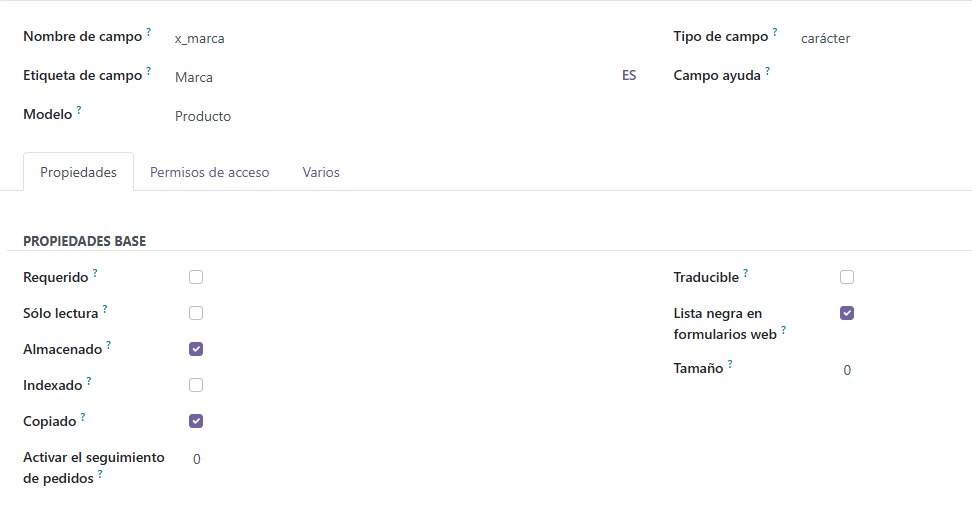 Nombre de campo ? x_marca Tipo de campo ? carácter
Etiqueta de campo ? Marca ES Campo ayuda ?
Modelo ? Producto
Propiedades Permisos de acceso Varios
PROPIEDADES BASE
Requerido ? Traducible ?
Sólo lectura ? Lista negra en
formularios web ?
Almacenado ?
Tamaño ? 0
Indexado ?
Copiado ?
Activar el seguimiento
de pedidos ? 0